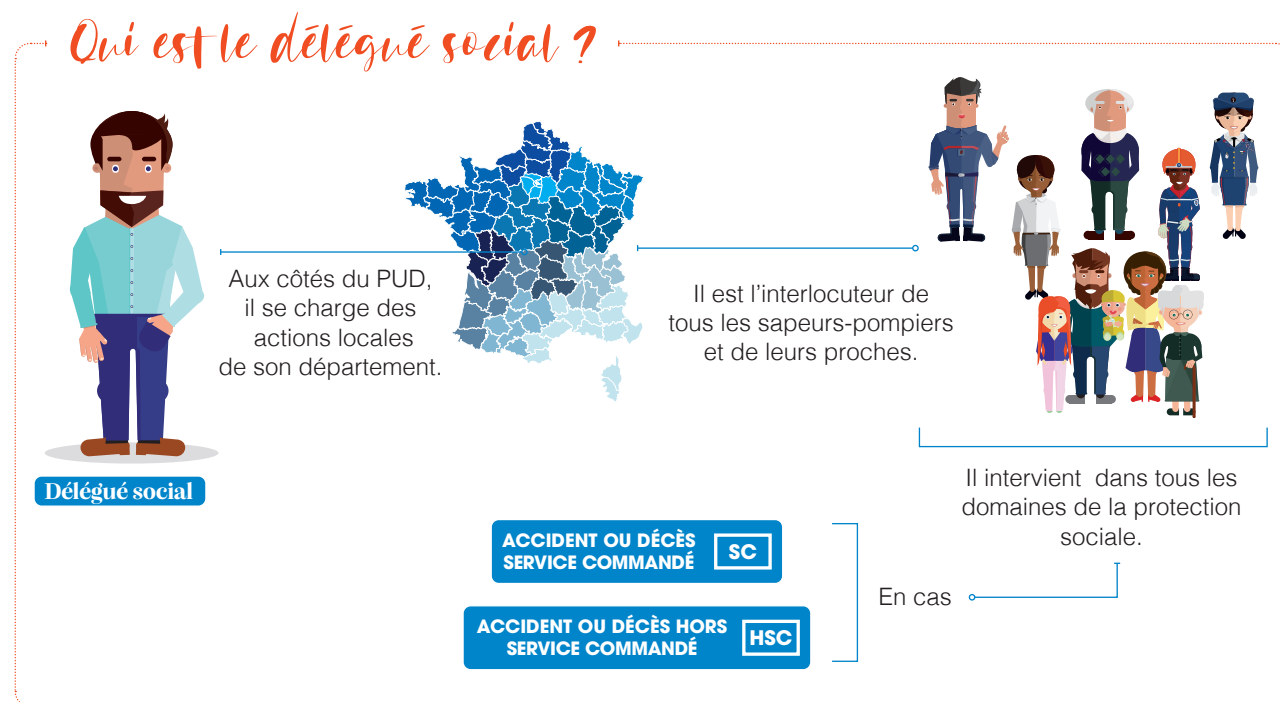 Qui est le délégué social ?
Aux côtés du PUD,
il se charge des
actions locales
de son département.
Il est l’interlocuteur de
tous les sapeurs-pompiers
et de leurs proches.
Délégué social
Il intervient dans tous les
domaines de la protection
sociale.
En cas
ACCIDENT OU DÉCÈS
SERVICE COMMANDÉ
SC
ACCIDENT OU DÉCÈS HORS
SERVICE COMMANDÉ
HSC